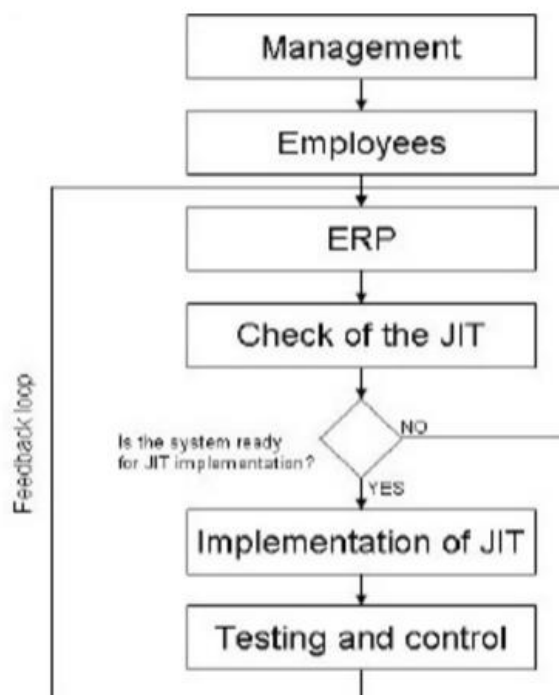 Management
Employees
ERP
Check of the JIT
Is the system ready
for JIT implementation?
NO
YES
Implementation of JIT
Testing and control
Feedback loop